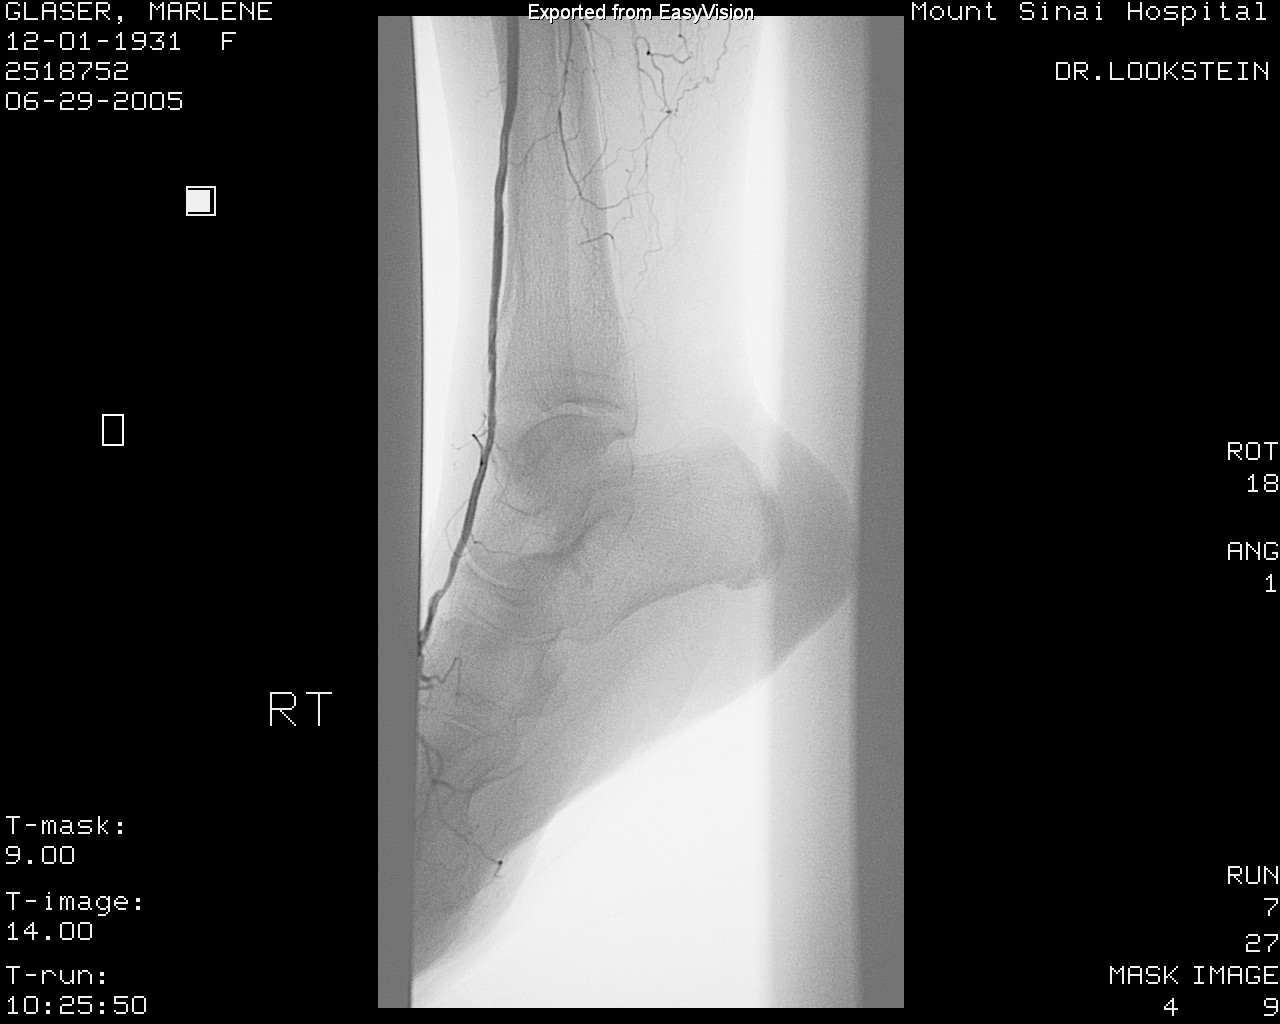 Exported from EasyVision
GLASER, MARLENE
12-01-1931 F
2518752
06-29-2005
Mount Sinai Hospital
DR.LOOKSTEIN
ROT
18
ANG
1
RT
T-mask:
9.00
T-image:
14.00
T-run:
10:25:50
RUN
7
27
MASK IMAGE
4 9